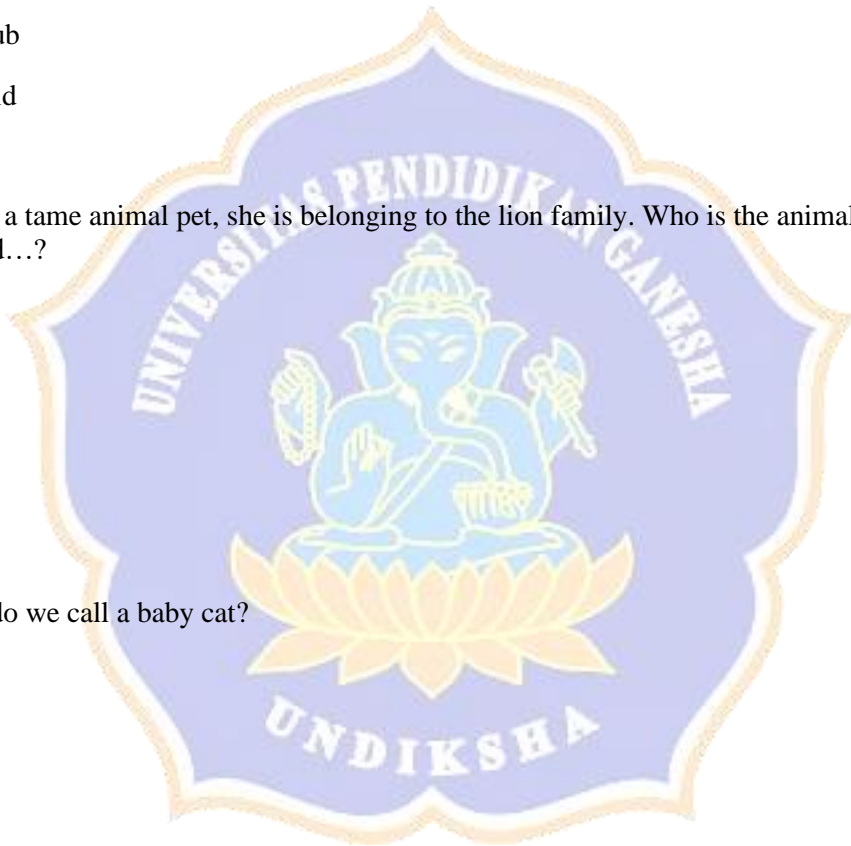 ub
d
a tame animal pet, she is belonging to the lion family. Who is the animal
d…?
do we call a baby cat?
UNIVERSITAS PENDIDIKAN GANESHA
UNDIKSHA